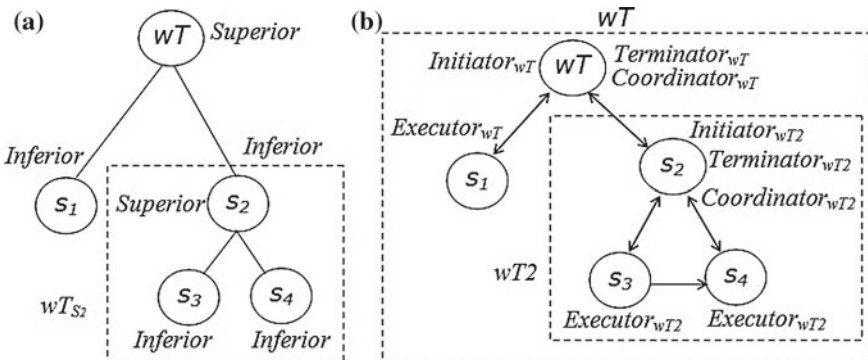 (a)
wT Superior
Inferior
Inferior
s1
Superior s2
s3
s4
wTS2
Inferior
Inferior
(b)
wT
InitiatorwT
wT
TerminatorwT
CoordinatorwT
ExecutorwT
s1
InitiatorwT2
s2
TerminatorwT2
CoordinatorwT2
wT2
s3
s4
ExecutorwT2
ExecutorwT2